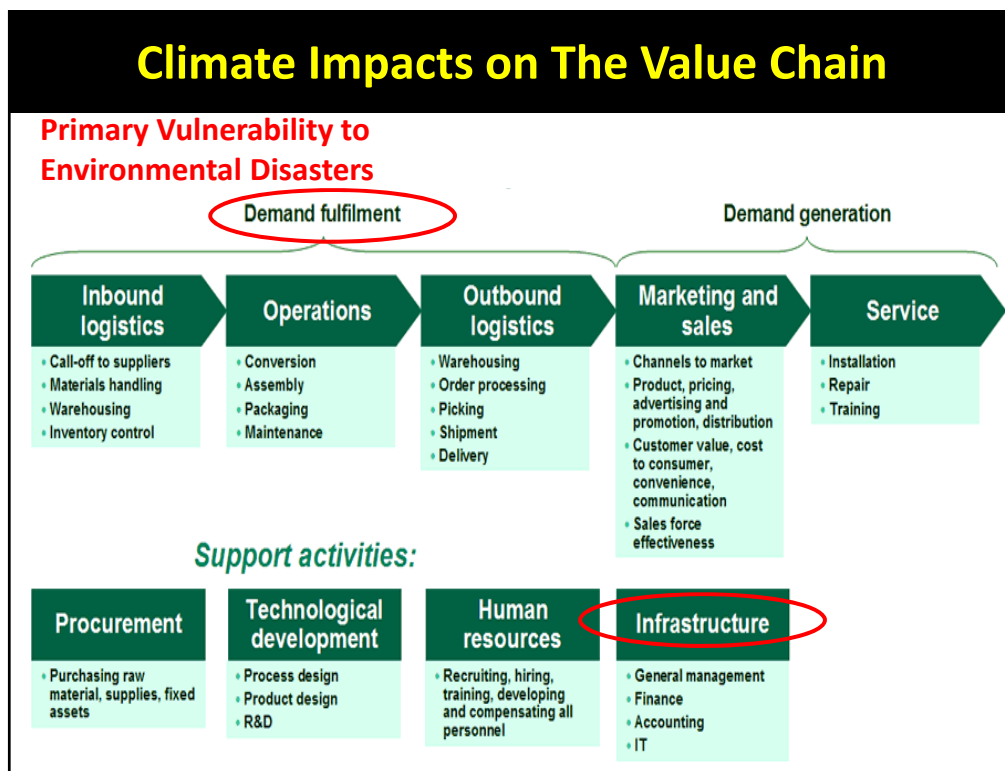 Climate Impacts on The Value Chain
Primary Vulnerability to
Environmental Disasters
Demand fulfilment
Demand generation
Inbound
logistics
• Call-off to suppliers
• Materials handling
• Warehousing
• Inventory control
Operations
• Conversion
• Assembly
• Packaging
• Maintenance
Outbound
logistics
• Warehousing
• Order processing
• Picking
• Shipment
• Delivery
Marketing and
sales
• Channels to market
• Product, pricing,
advertising and
promotion, distribution
• Customer value, cost
to consumer,
convenience,
communication
• Sales force
effectiveness
Service
• Installation
• Repair
• Training
Support activities:
Procurement
• Purchasing raw
material, supplies, fixed
assets
Technological
development
• Process design
• Product design
• R&D
Human
resources
• Recruiting, hiring,
training, developing
and compensating all
personnel
Infrastructure
• General management
• Finance
• Accounting
• IT